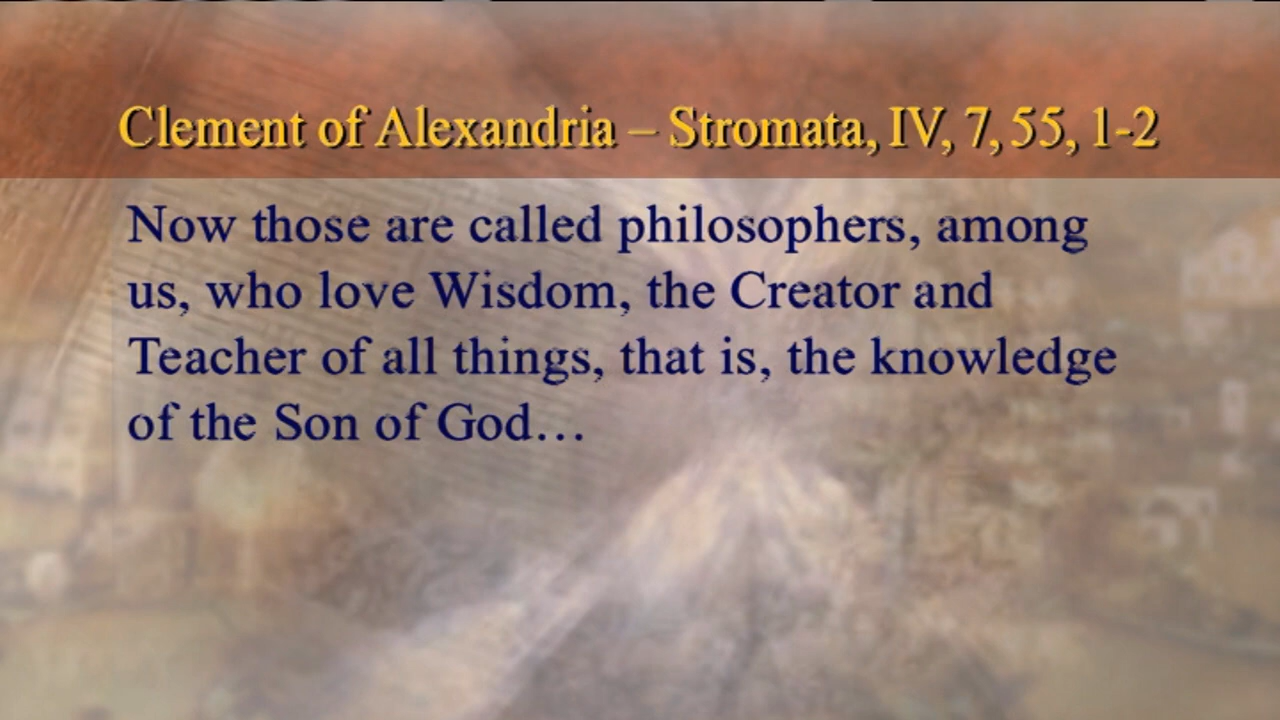 Clement of Alexandria – Stromata, IV, 7, 55, 1-2
Now those are called philosophers, among
us, who love Wisdom, the Creator and
Teacher of all things, that is, the knowledge
of the Son of God…